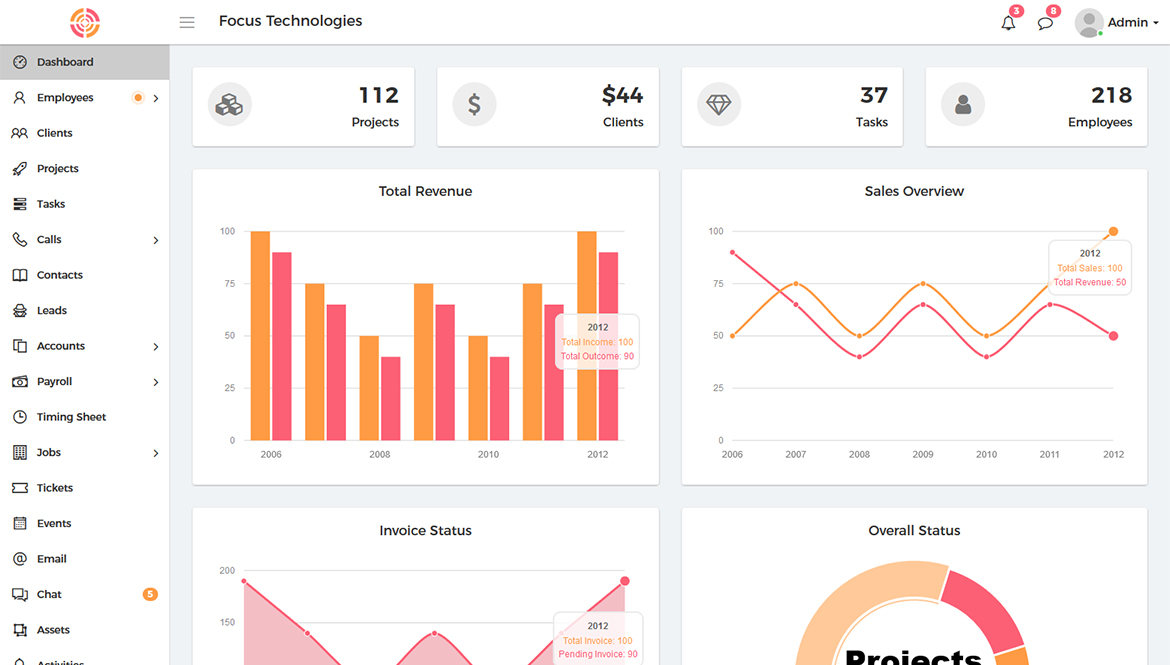 Focus Technologies
3
8
Admin
Dashboard
Employees
Clients
Projects
Tasks
Calls
Contacts
Leads
Accounts
Payroll
Timing Sheet
Jobs
Tickets
Events
Email
Chat
5
Assets
Activities
112
Projects
$44
Clients
37
Tasks
218
Employees
Total Revenue
100
75
50
25
0
2006
2008
2010
2012
2012
Total Income: 100
Total Outcome: 90
Sales Overview
100
75
50
25
0
2006
2007
2008
2009
2010
2011
2012
2012
Total Sales: 100
Total Revenue: 50
Invoice Status
200
150
2012
Total Invoice: 100
Pending Invoice: 90
Overall Status
Projects